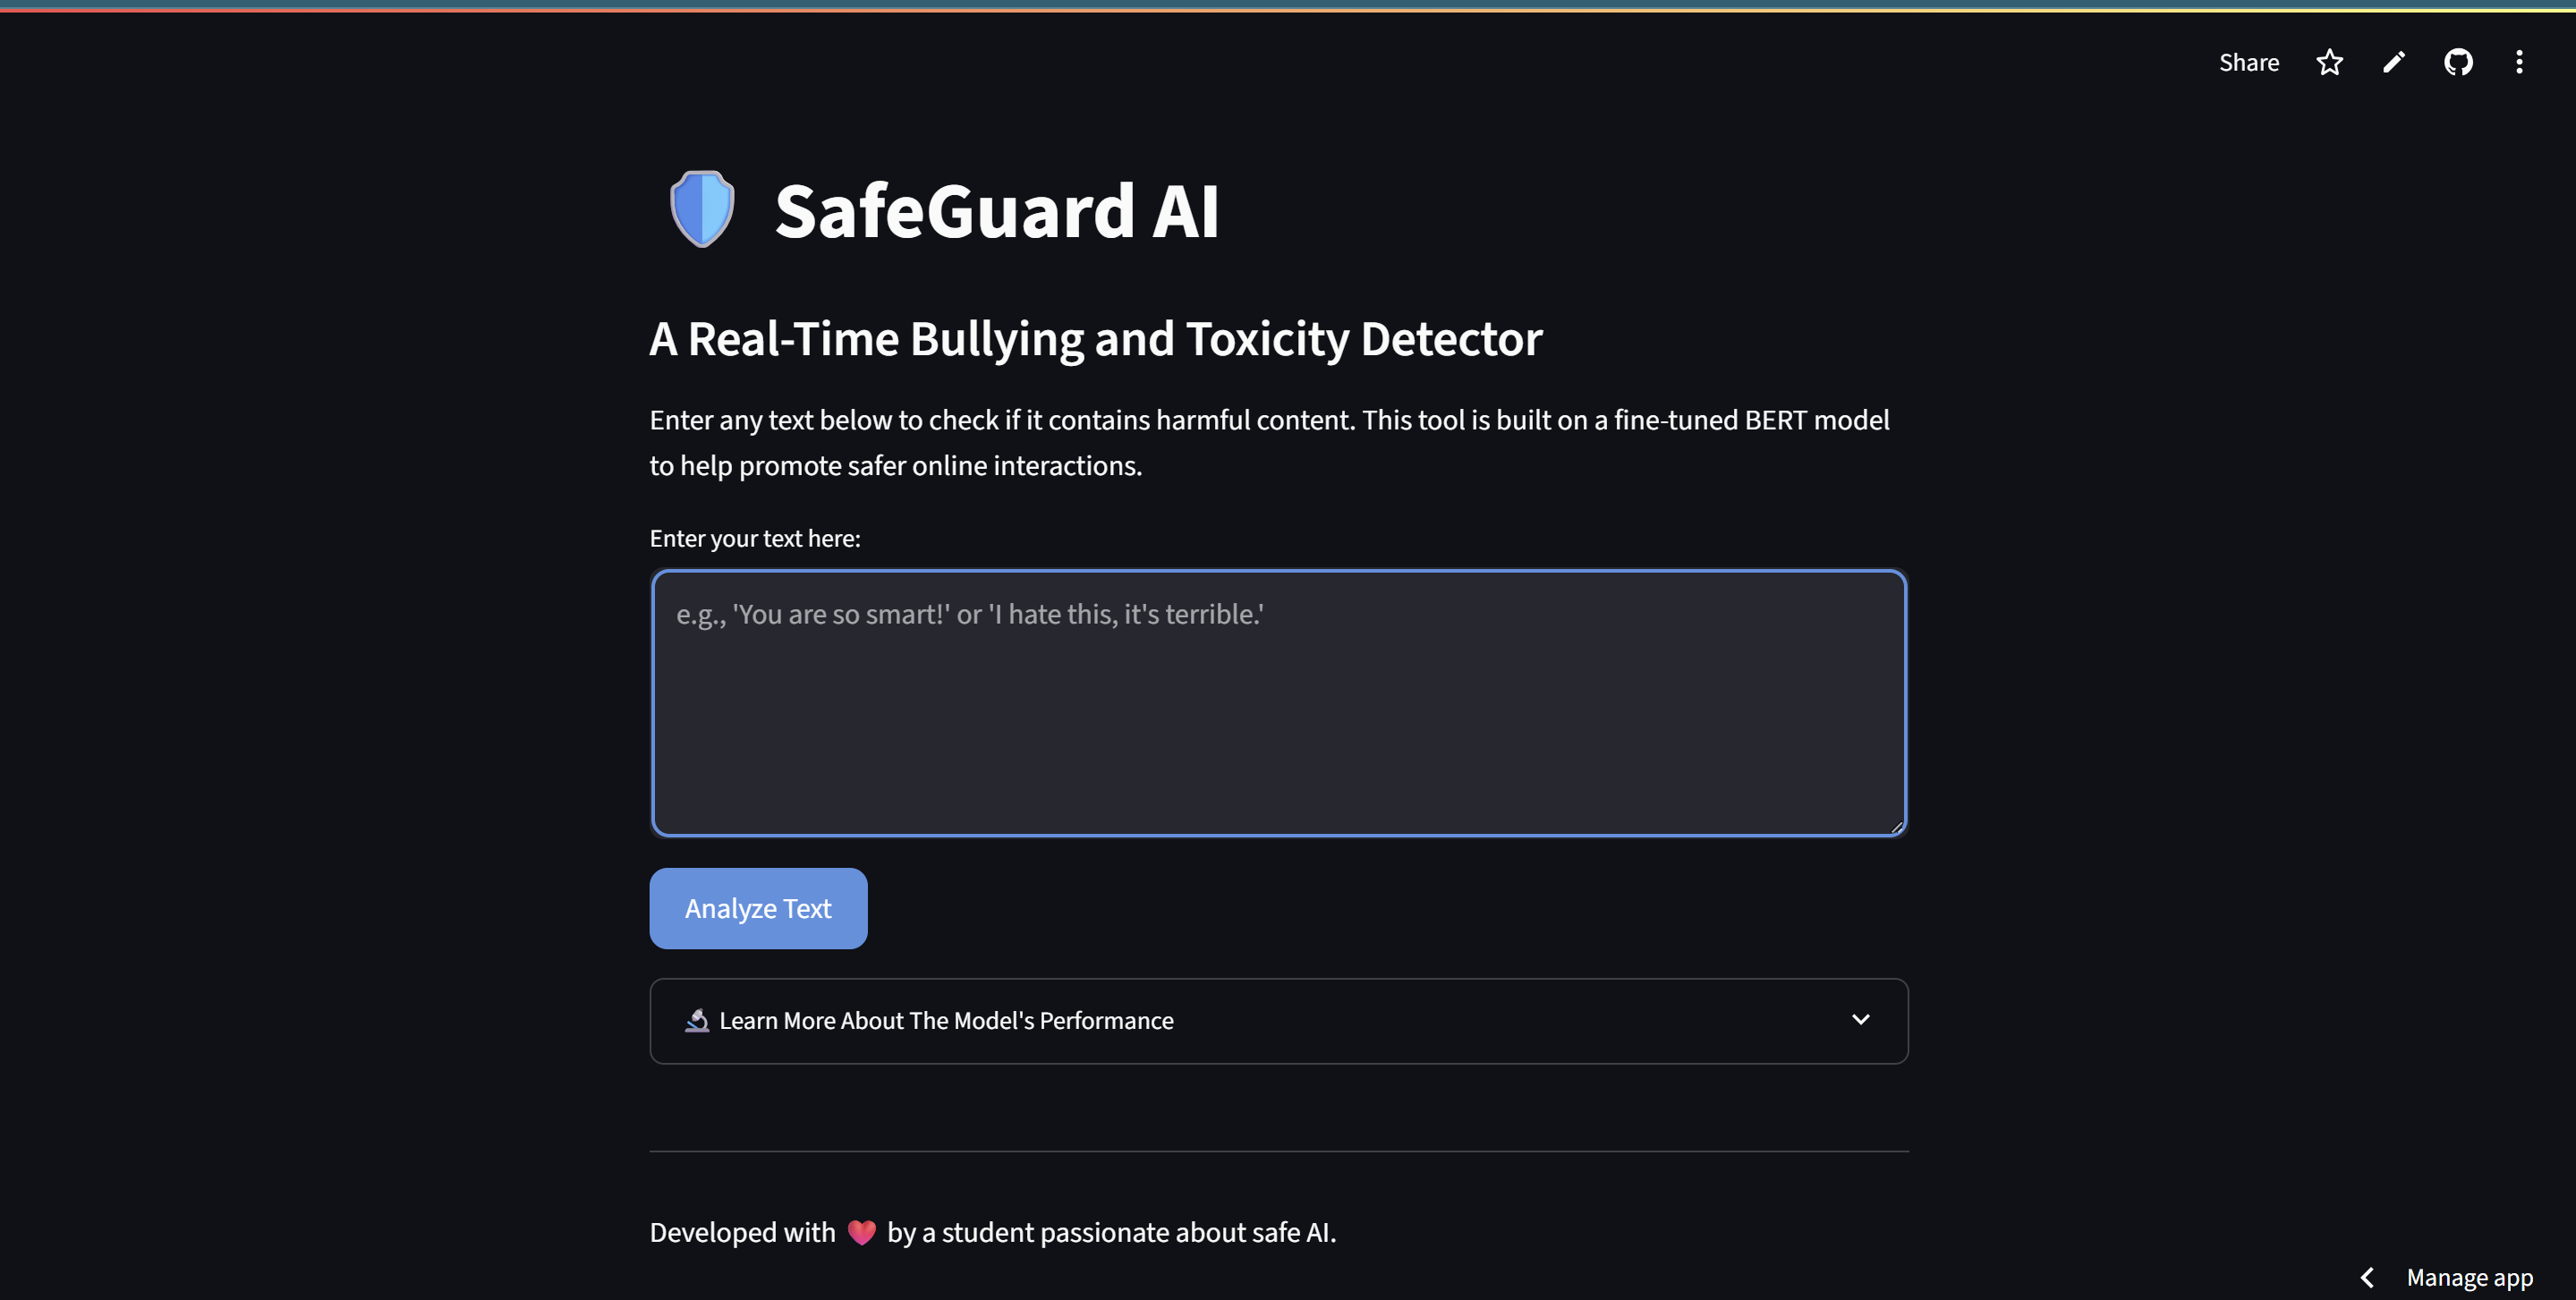 Share
SafeGuard AI
A Real-Time Bullying and Toxicity Detector
Enter any text below to check if it contains harmful content. This tool is built on a fine-tuned BERT model
to help promote safer online interactions.
Enter your text here:
e.g., 'You are so smart!' or 'I hate this, it's terrible.'
Analyze Text
Learn More About The Model's Performance
Developed with ❤️ by a student passionate about safe AI.
Manage app